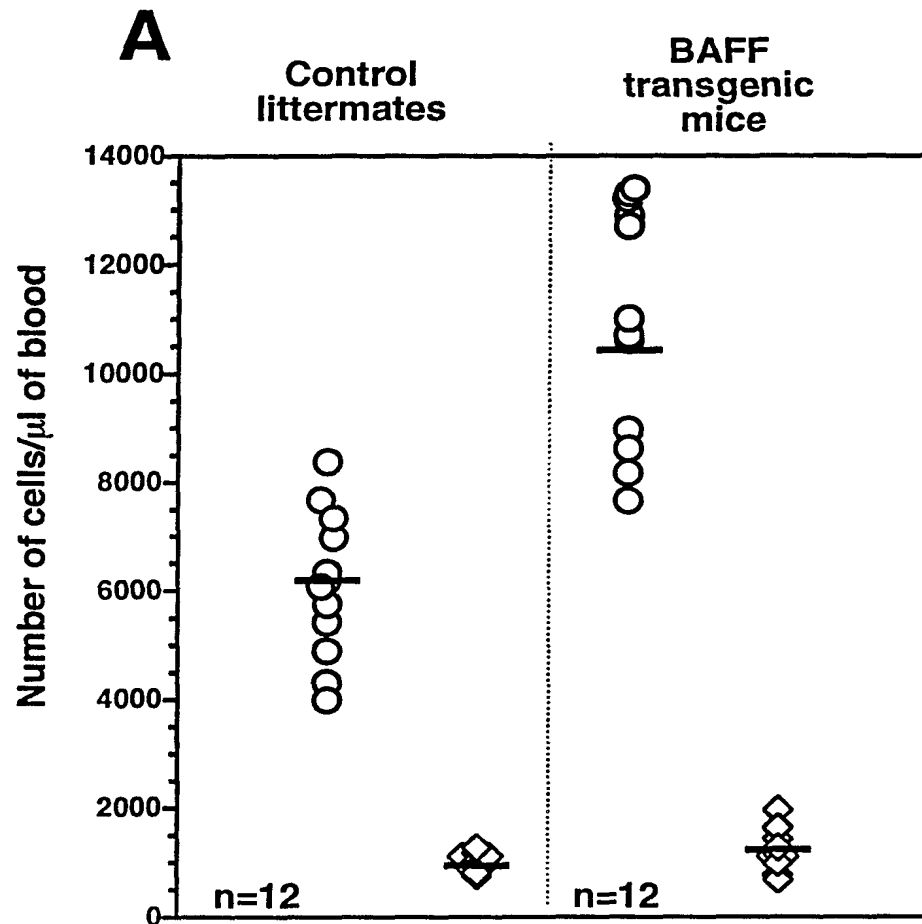 A
Control
littermates
BAFF
transgenic
mice
Number of cells/µl of blood
14000
12000
10000
8000
6000
4000
2000
0
n=12
n=12